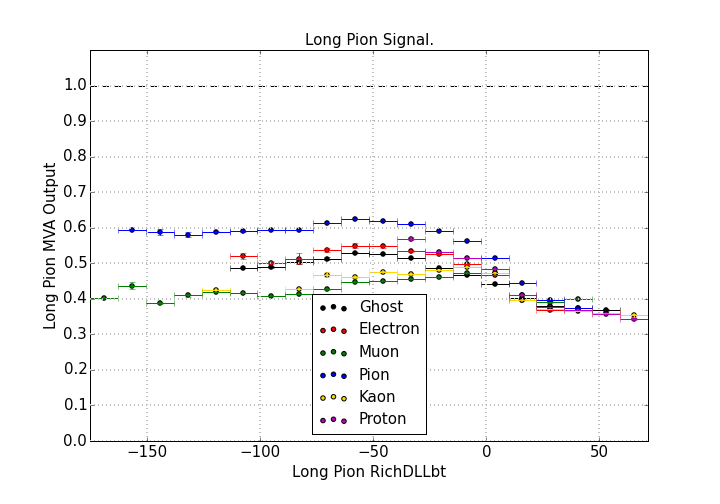 Long Pion Signal.
Long Pion MVA Output
1.0
0.9
0.8
0.7
0.6
0.5
0.4
0.3
0.2
0.1
0.0
Ghost
Electron
Muon
Pion
Kaon
Proton
−150
−100
−50
0
50
Long Pion RichDLLbt